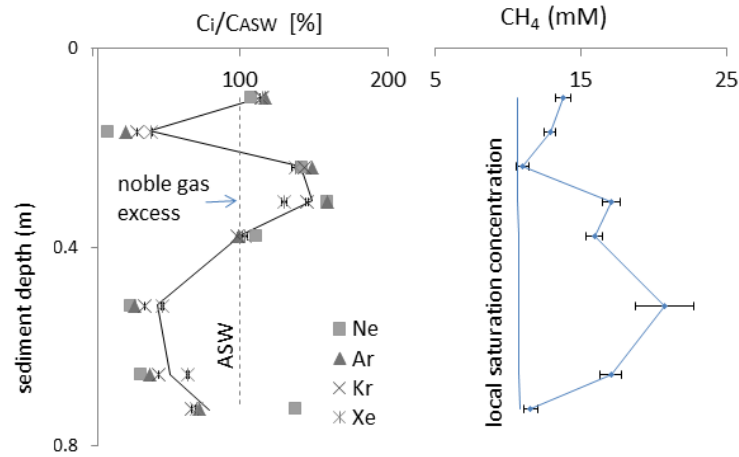 Ci/CASW [%]
CH4 (mM)
0
100
200
5
15
25
noble gas
excess
0.4
0.8
sediment depth (m)
ASW
Ne
Ar
Kr
Xe
local saturation concentration